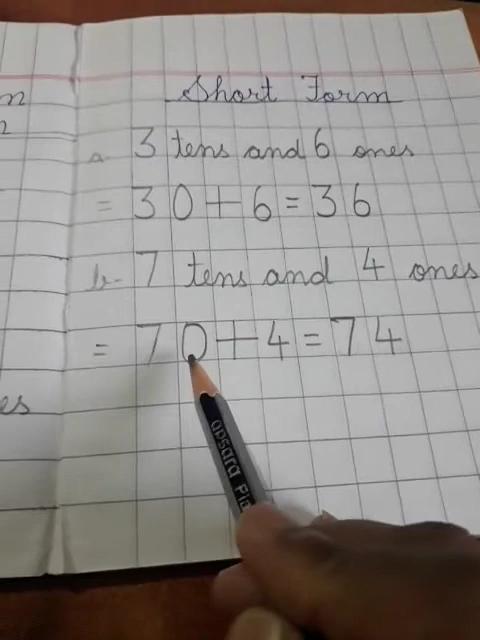 Short Form
a. 3 tens and 6 ones
= 30 + 6 = 36
b. 7 tens and 4 ones
= 70 + 4 = 74
apsara